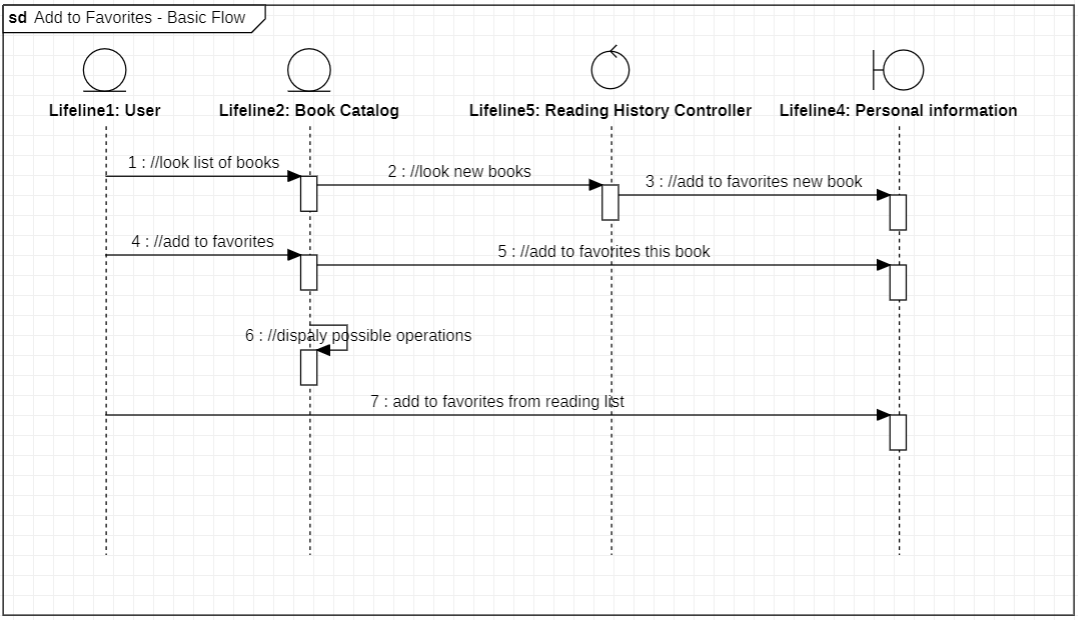 sd Add to Favorites - Basic Flow
Lifeline1: User
Lifeline2: Book Catalog
Lifeline5: Reading History Controller
Lifeline4: Personal information
1 : //look list of books
2 : //look new books
3 : //add to favorites new book
4 : //add to favorites
5 : //add to favorites this book
6 : //dispaly possible operations
7 : add to favorites from reading list